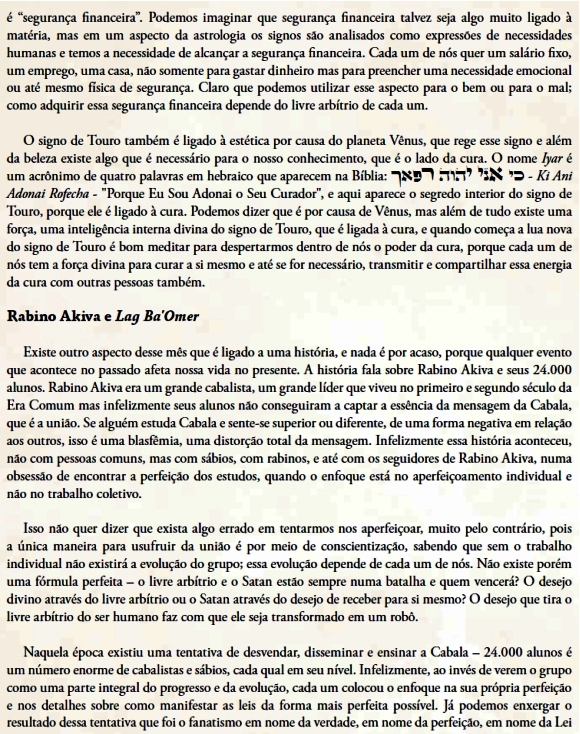 é “segurança financeira”. Podemos imaginar que segurança financeira talvez seja algo muito ligado à
matéria, mas em um aspecto da astrologia os signos são analisados como expressões de necessidades
humanas e temos a necessidade de alcançar a segurança financeira. Cada um de nós quer um salário fixo,
um emprego, uma casa, não somente para gastar dinheiro mas para preencher uma necessidade emocional
ou até mesmo física de segurança. Claro que podemos utilizar esse aspecto para o bem ou para o mal;
como adquirir essa segurança financeira depende do livre arbítrio de cada um.
O signo de Touro também é ligado à estética por causa do planeta Vênus, que rege esse signo e além
da beleza existe algo que é necessário para o nosso conhecimento, que é o lado da cura. O nome Iyar é
um acrônimo de quatro palavras em hebraico que aparecem na Bíblia: כי אני יהוה רפאך - Ki Ani
Adonai Rofecha - "Porque Eu Sou Adonai o Seu Curador", e aqui aparece o segredo interior do signo de
Touro, porque ele é ligado à cura. Podemos dizer que é por causa de Vênus, mas além de tudo existe uma
força, uma inteligência interna divina do signo de Touro, que é ligada à cura, e quando começa a lua nova
do signo de Touro é bom meditar para despertarmos dentro de nós o poder da cura, porque cada um de
nós tem a força divina para curar a si mesmo e até se for necessário, transmitir e compartilhar essa energia
da cura com outras pessoas também.
Rabino Akiva e Lag Ba'Omer
Existe outro aspecto desse mês que é ligado a uma história, e nada é por acaso, porque qualquer evento
que acontece no passado afeta nossa vida no presente. A história fala sobre Rabino Akiva e seus 24.000
alunos. Rabino Akiva era um grande cabalista, um grande líder que viveu no primeiro e segundo século da
Era Comum mas infelizmente seus alunos não conseguiram a captar a essência da mensagem da Cabala,
que é a união. Se alguém estuda Cabala e sente-se superior ou diferente, de uma forma negativa em relação
aos outros, isso é uma blasfêmia, uma distorção total da mensagem. Infelizmente essa história aconteceu,
não com pessoas comuns, mas com sábios, com rabinos, e até com os seguidores de Rabino Akiva, numa
obsessão de encontrar a perfeição dos estudos, quando o enfoque está no aperfeiçoamento individual e
não no trabalho coletivo.
Isso não quer dizer que exista algo errado em tentarmos nos aperfeiçoar, muito pelo contrário, pois
a única maneira para usufruir da união é por meio de conscientização, sabendo que sem o trabalho
individual não existirá a evolução do grupo; essa evolução depende de cada um de nós. Não existe porém
uma fórmula perfeita – o livre arbítrio e o Satan estão sempre numa batalha e quem vencerá? O desejo
divino através do livre arbítrio ou o Satan através do desejo de receber para si mesmo? O desejo que tira o
livre arbítrio do ser humano faz com que ele seja transformado em um robô.
Naquela época existiu uma tentativa de desvendar, disseminar e ensinar a Cabala – 24.000 alunos é
um número enorme de cabalistas e sábios, cada qual em seu nível. Infelizmente, ao invés de verem o grupo
como uma parte integral do progresso e da evolução, cada um colocou o enfoque na sua própria perfeição
e nos detalhes sobre como manifestar as leis da forma mais perfeita possível. Já podemos enxergar o
resultado dessa tentativa que foi o fanatismo em nome da verdade, em nome da perfeição, em nome da Lei